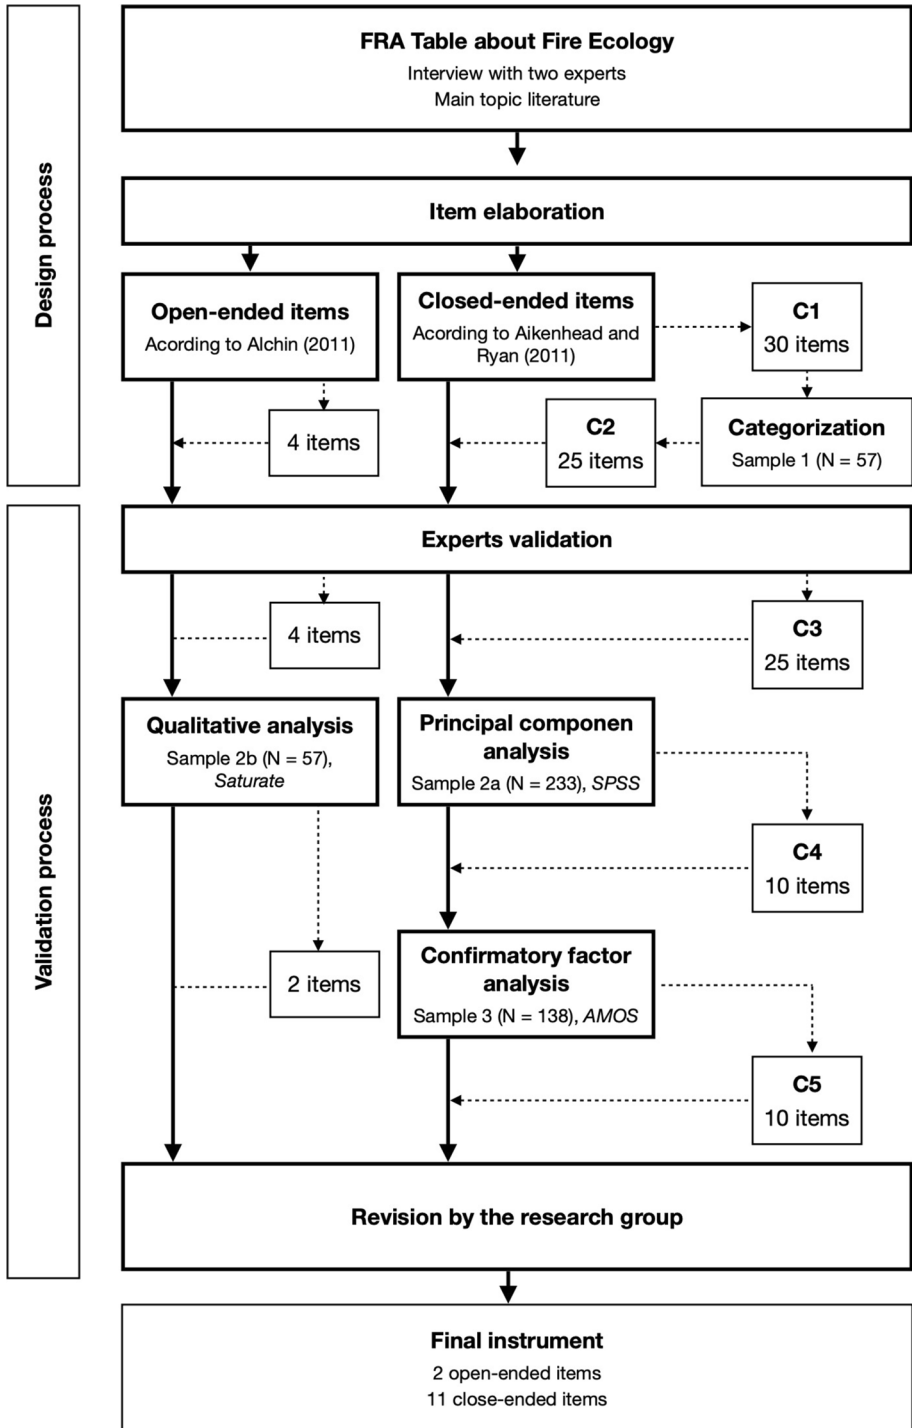 Design process
FRA Table about Fire Ecology
Interview with two experts
Main topic literature
Item elaboration
Open-ended items
Acording to Alchin (2011)
Closed-ended items
Acording to Aikenhead and
Ryan (2011)
C1
30 items
4 items
C2
25 items
Categorization
Sample 1 (N = 57)
Validation process
Experts validation
4 items
C3
25 items
Qualitative analysis
Sample 2b (N = 57),
Saturate
Principal componen
analysis
Sample 2a (N = 233), SPSS
C4
10 items
2 items
Confirmatory factor
analysis
Sample 3 (N = 138), AMOS
C5
10 items
Revision by the research group
Final instrument
2 open-ended items
11 close-ended items